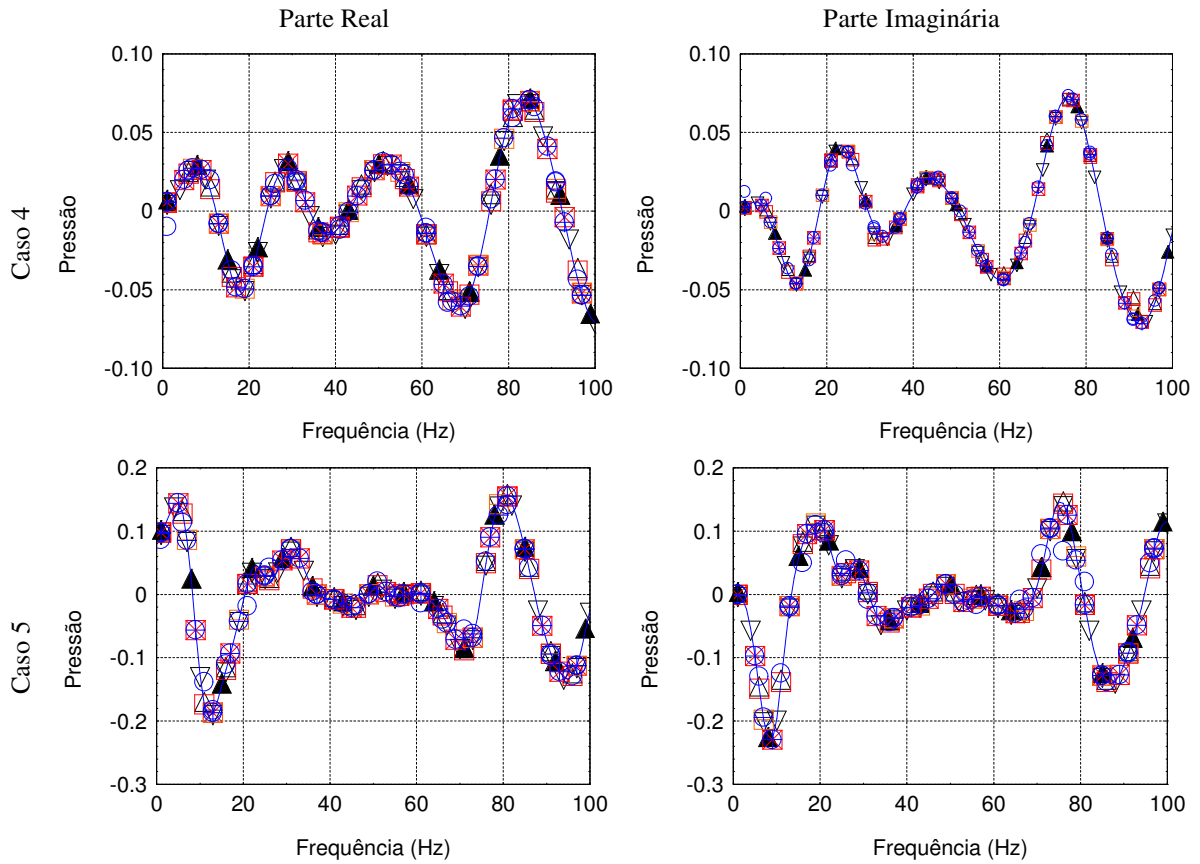 Parte Real
Parte Imaginária
Caso 4
Pressão
0.10
0.05
0
-0.05
-0.10
0 20 40 60 80 100
Frequência (Hz)
Pressão
0.10
0.05
0
-0.05
-0.10
0 20 40 60 80 100
Frequência (Hz)
Caso 5
Pressão
0.2
0.1
0
-0.1
-0.2
-0.3
0 20 40 60 80 100
Frequência (Hz)
Pressão
0.2
0.1
0
-0.1
-0.2
-0.3
0 20 40 60 80 100
Frequência (Hz)